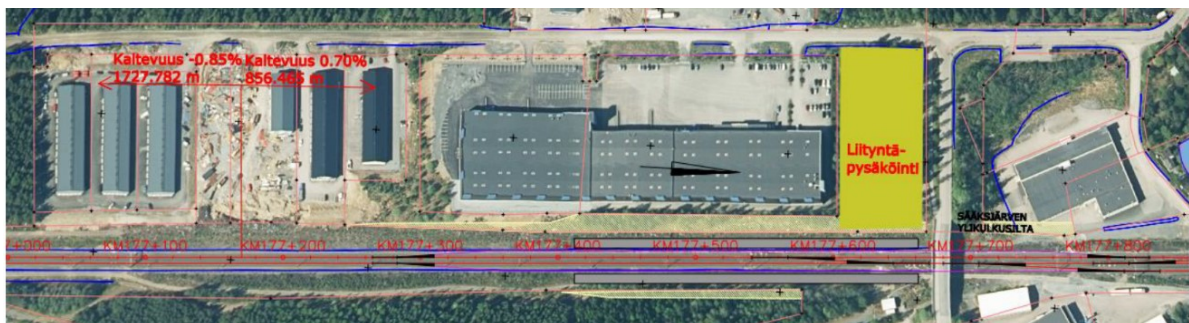 Kaltevuus -0.85% Kaltevuus 0.70%
1727.782 m 856.465 m
Liityntä-
pysäköinti
SÄÄKSJÄRVEN
YLIKULKUSILTA
KM177+100 KM177+200 KM177+300 KM177+400 KM177+500 KM177+600 KM177+700 KM177+800